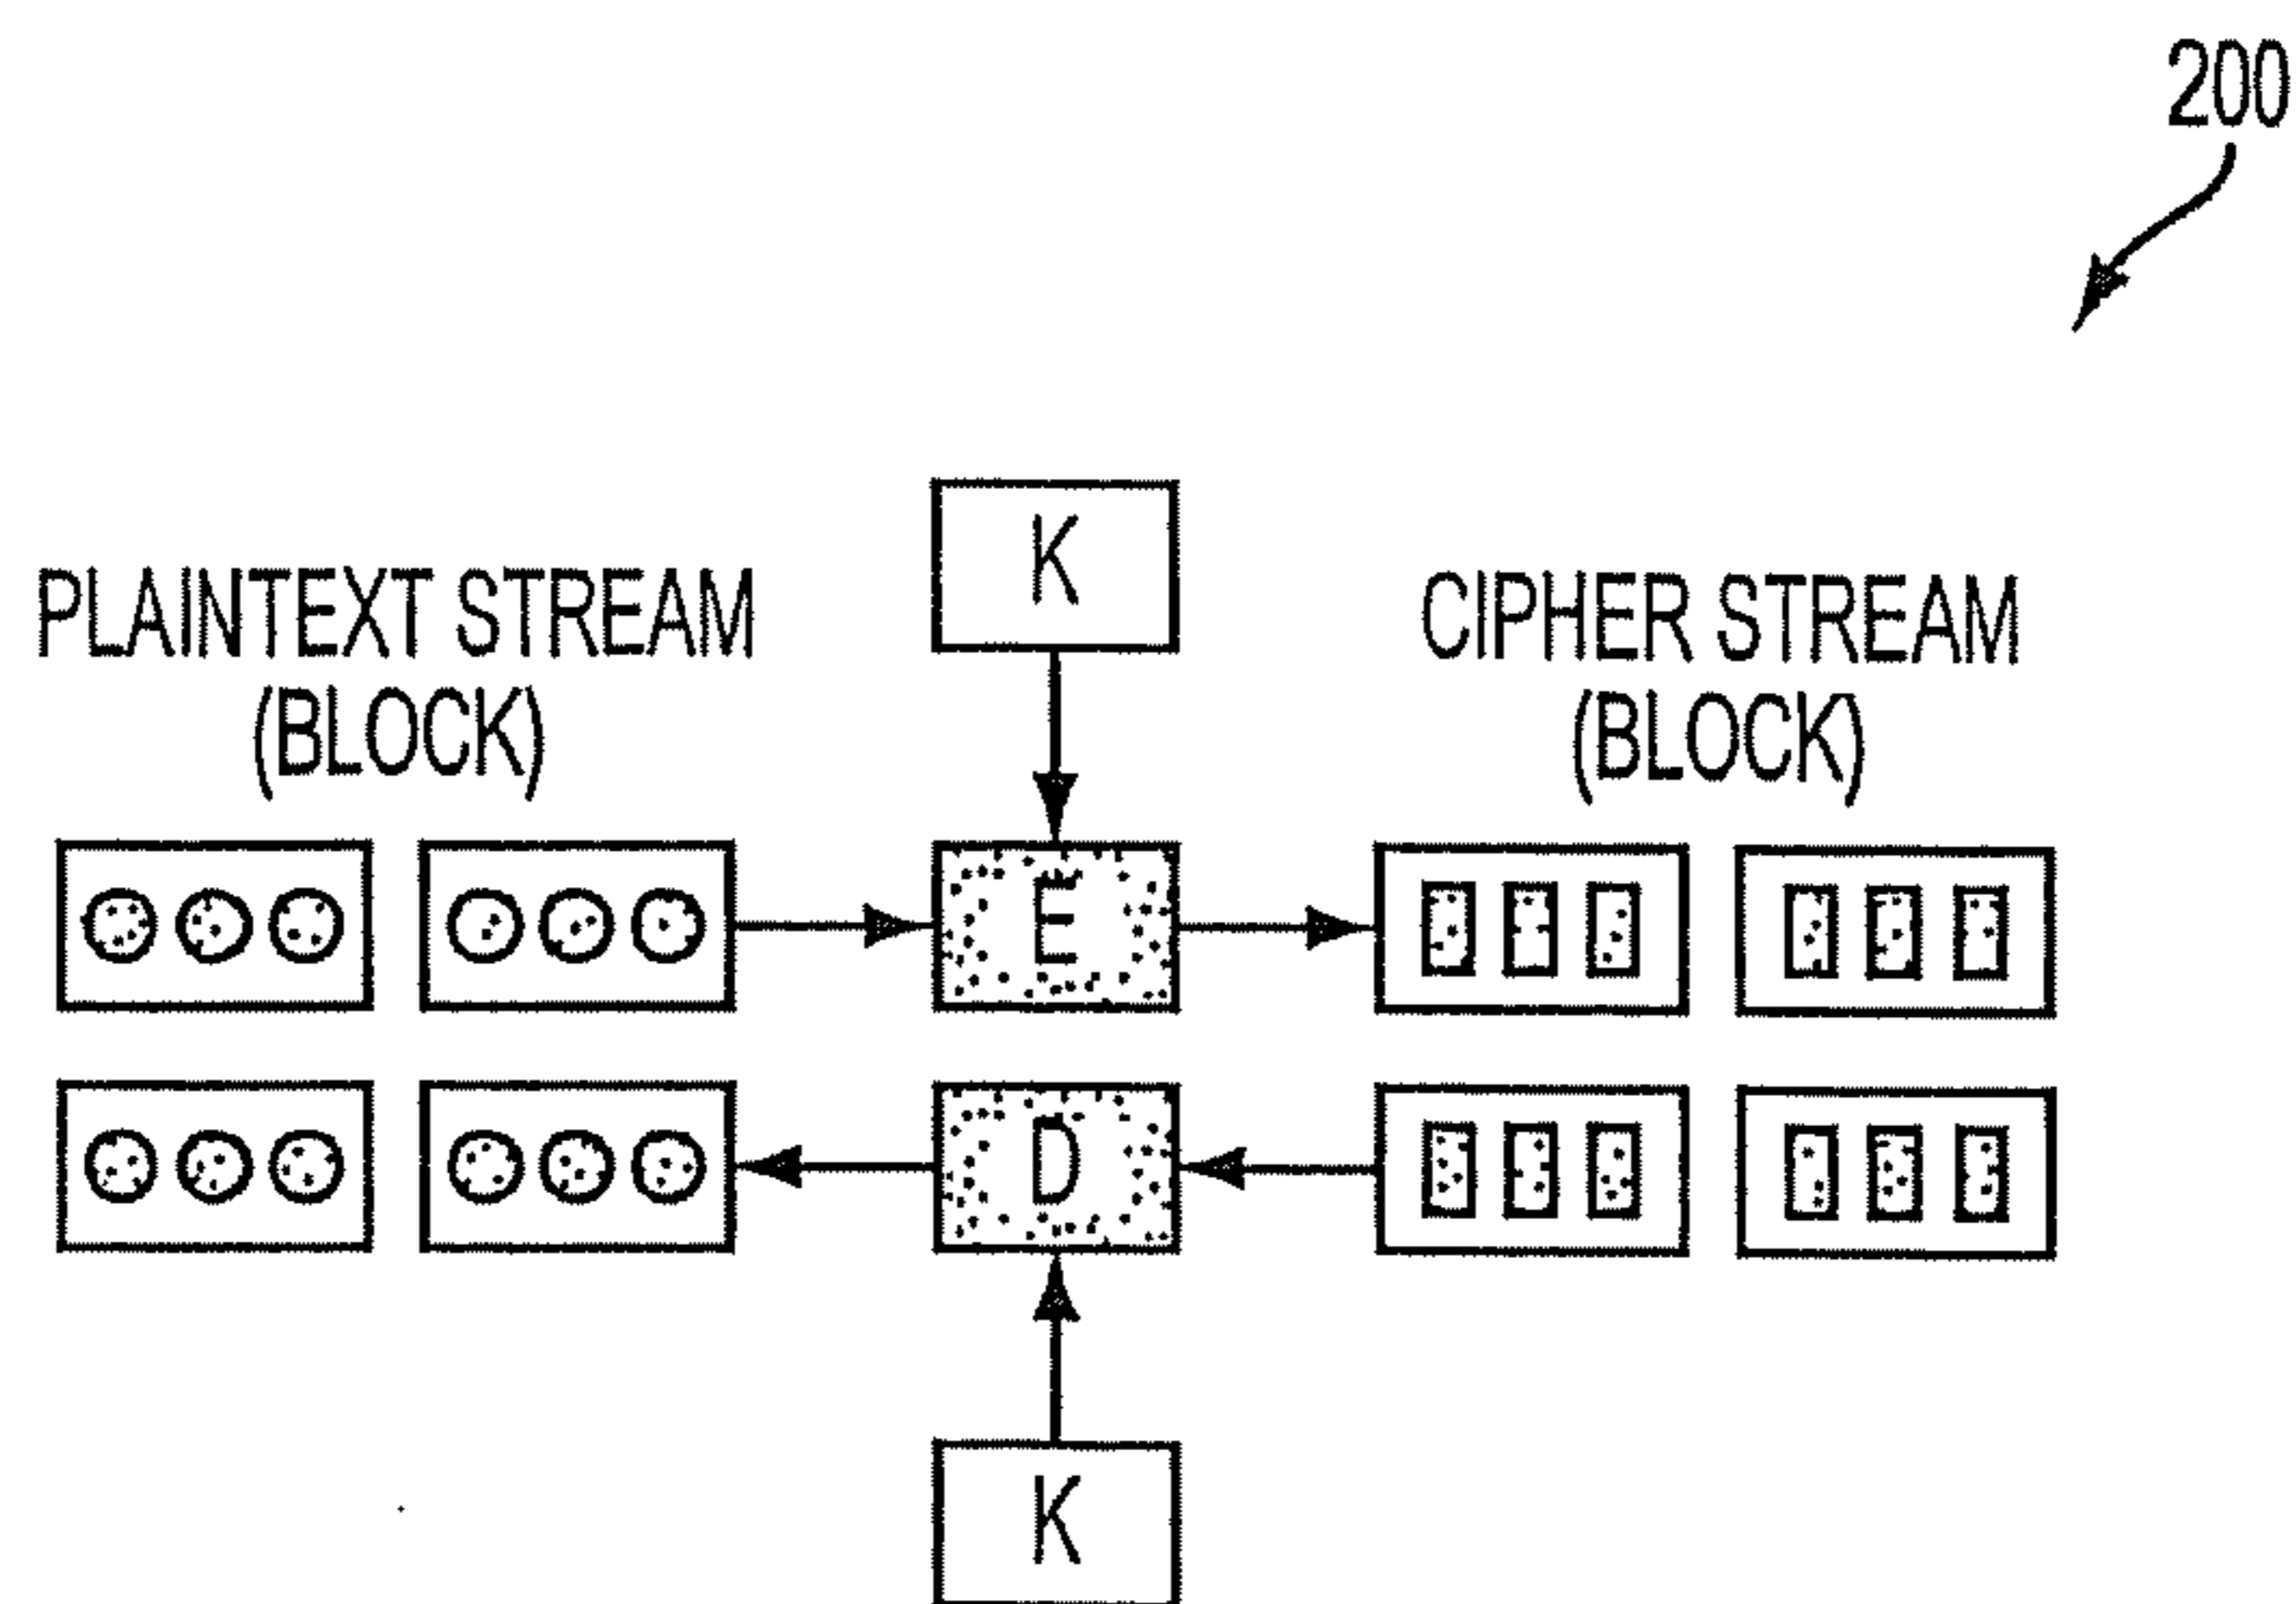 200
K
PLAINTEXT STREAM
(BLOCK)
CIPHER STREAM
(BLOCK)
E
D
K